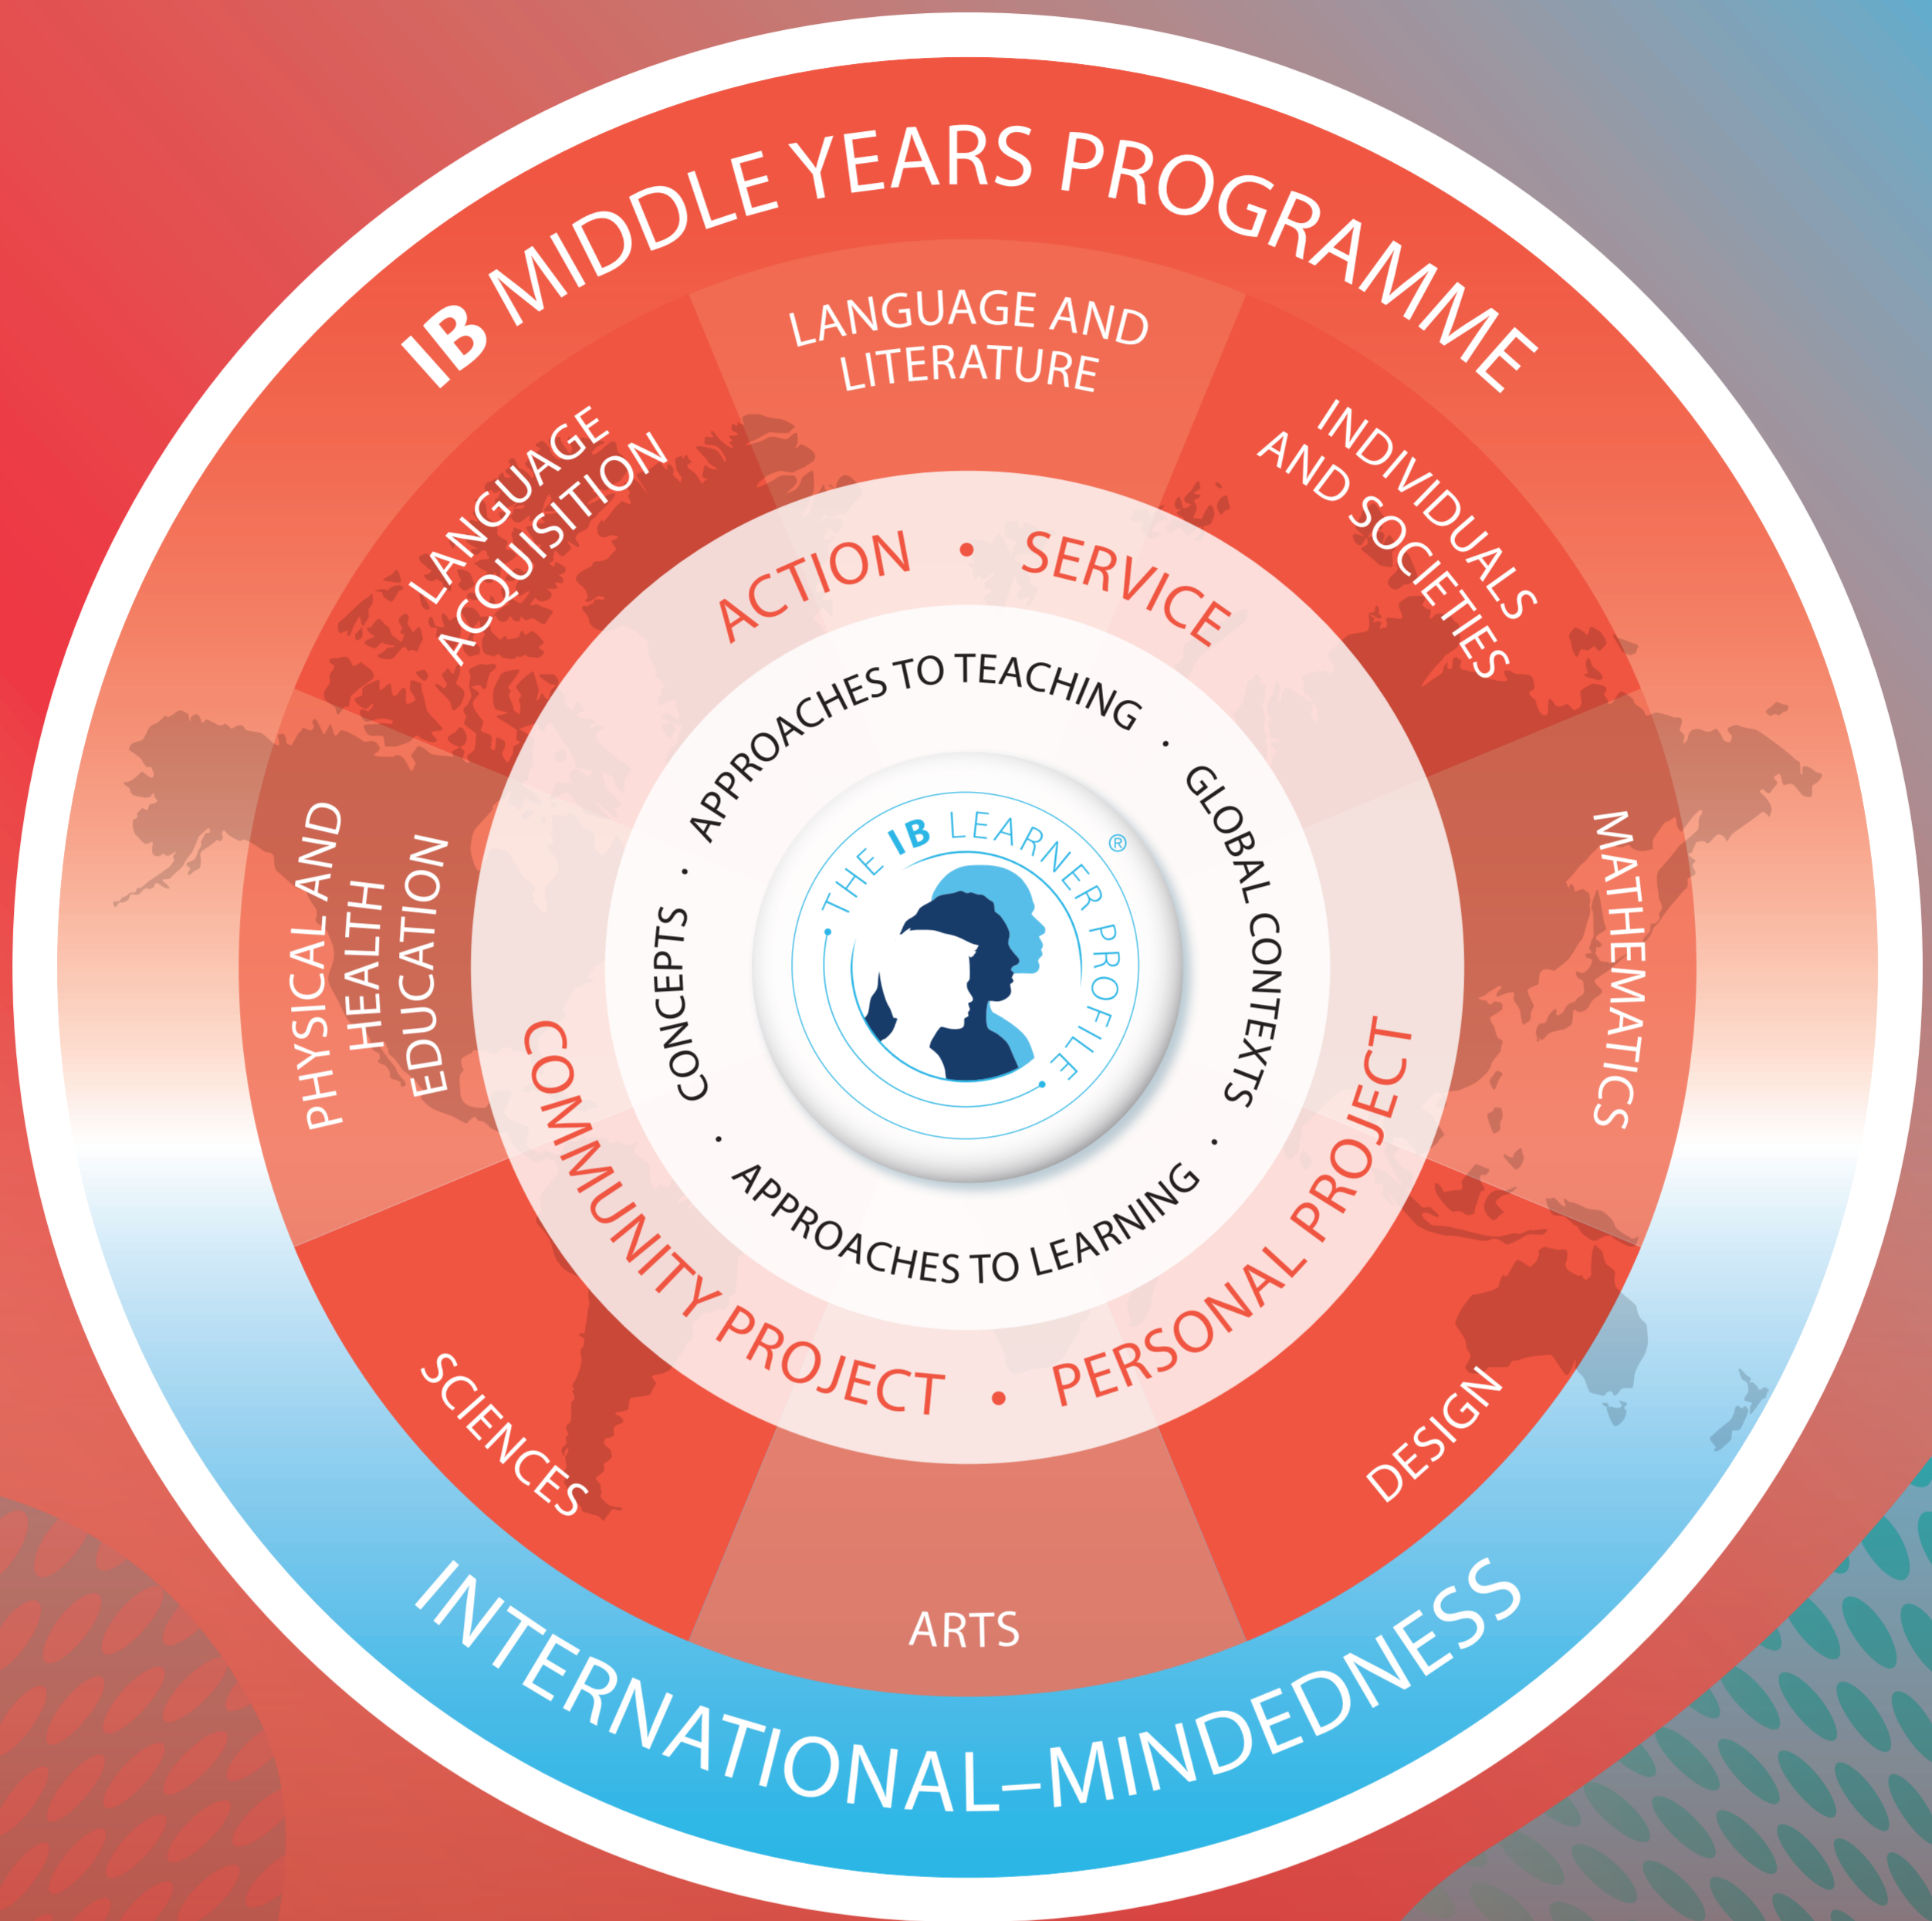 IB MIDDLE YEARS PROGRAMME
LANGUAGE AND
LITERATURE
INDIVIDUALS
AND SOCIETIES
MATHEMATICS
DESIGN
ARTS
SCIENCES
PHYSICAL AND
HEALTH
EDUCATION
LANGUAGE
ACQUISITION
ACTION • SERVICE
PERSONAL PROJECT
•
COMMUNITY PROJECT
APPROACHES TO TEACHING ·
GLOBAL CONTEXTS ·
APPROACHES TO LEARNING ·
CONCEPTS ·
THE IB LEARNER PROFILE ®
INTERNATIONAL–MINDEDNESS